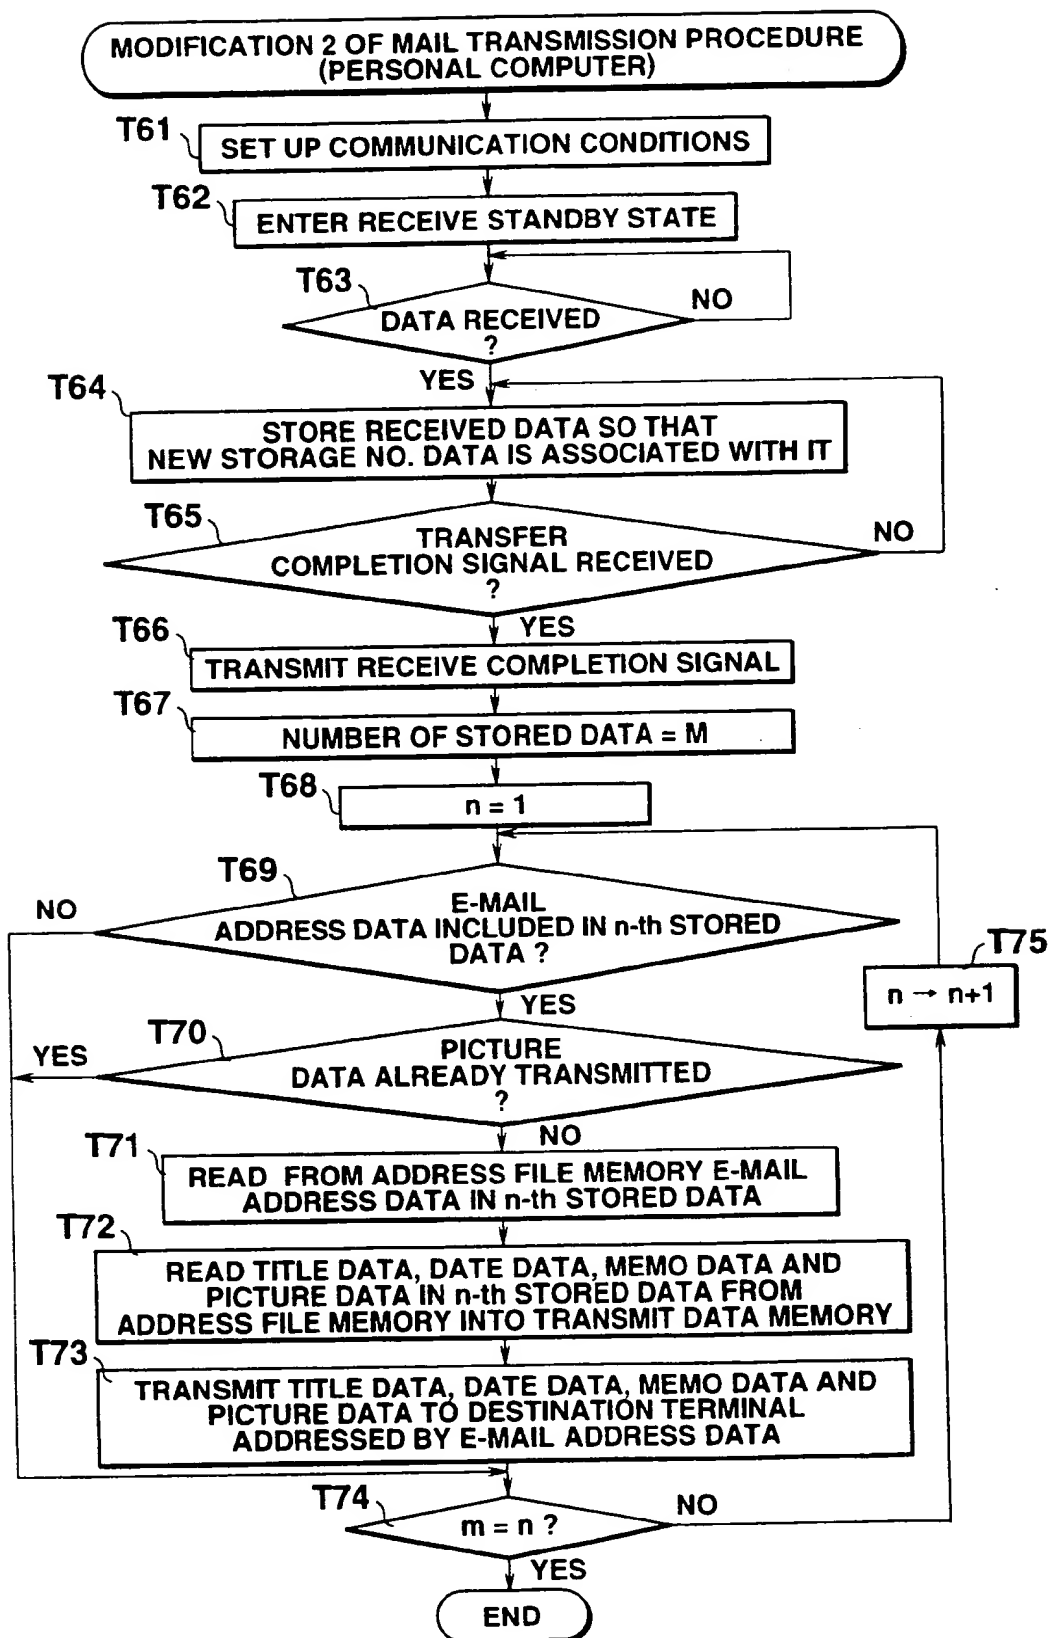 MODIFICATION 2 OF MAIL TRANSMISSION PROCEDURE
(PERSONAL COMPUTER)
T61
SET UP COMMUNICATION CONDITIONS
T62
ENTER RECEIVE STANDBY STATE
T63
DATA RECEIVED
?
NO
YES
T64
STORE RECEIVED DATA SO THAT
NEW STORAGE NO. DATA IS ASSOCIATED WITH IT
T65
TRANSFER
COMPLETION SIGNAL RECEIVED
?
NO
YES
T66
TRANSMIT RECEIVE COMPLETION SIGNAL
T67
NUMBER OF STORED DATA = M
T68
n = 1
T69
NO
E-MAIL
ADDRESS DATA INCLUDED IN n-th STORED
DATA ?
YES
T75
n → n+1
T70
YES
PICTURE
DATA ALREADY TRANSMITTED
?
NO
T71
READ FROM ADDRESS FILE MEMORY E-MAIL
ADDRESS DATA IN n-th STORED DATA
T72
READ TITLE DATA, DATE DATA, MEMO DATA AND
PICTURE DATA IN n-th STORED DATA FROM
ADDRESS FILE MEMORY INTO TRANSMIT DATA MEMORY
T73
TRANSMIT TITLE DATA, DATE DATA, MEMO DATA AND
PICTURE DATA TO DESTINATION TERMINAL
ADDRESSED BY E-MAIL ADDRESS DATA
T74
m = n ?
NO
YES
END